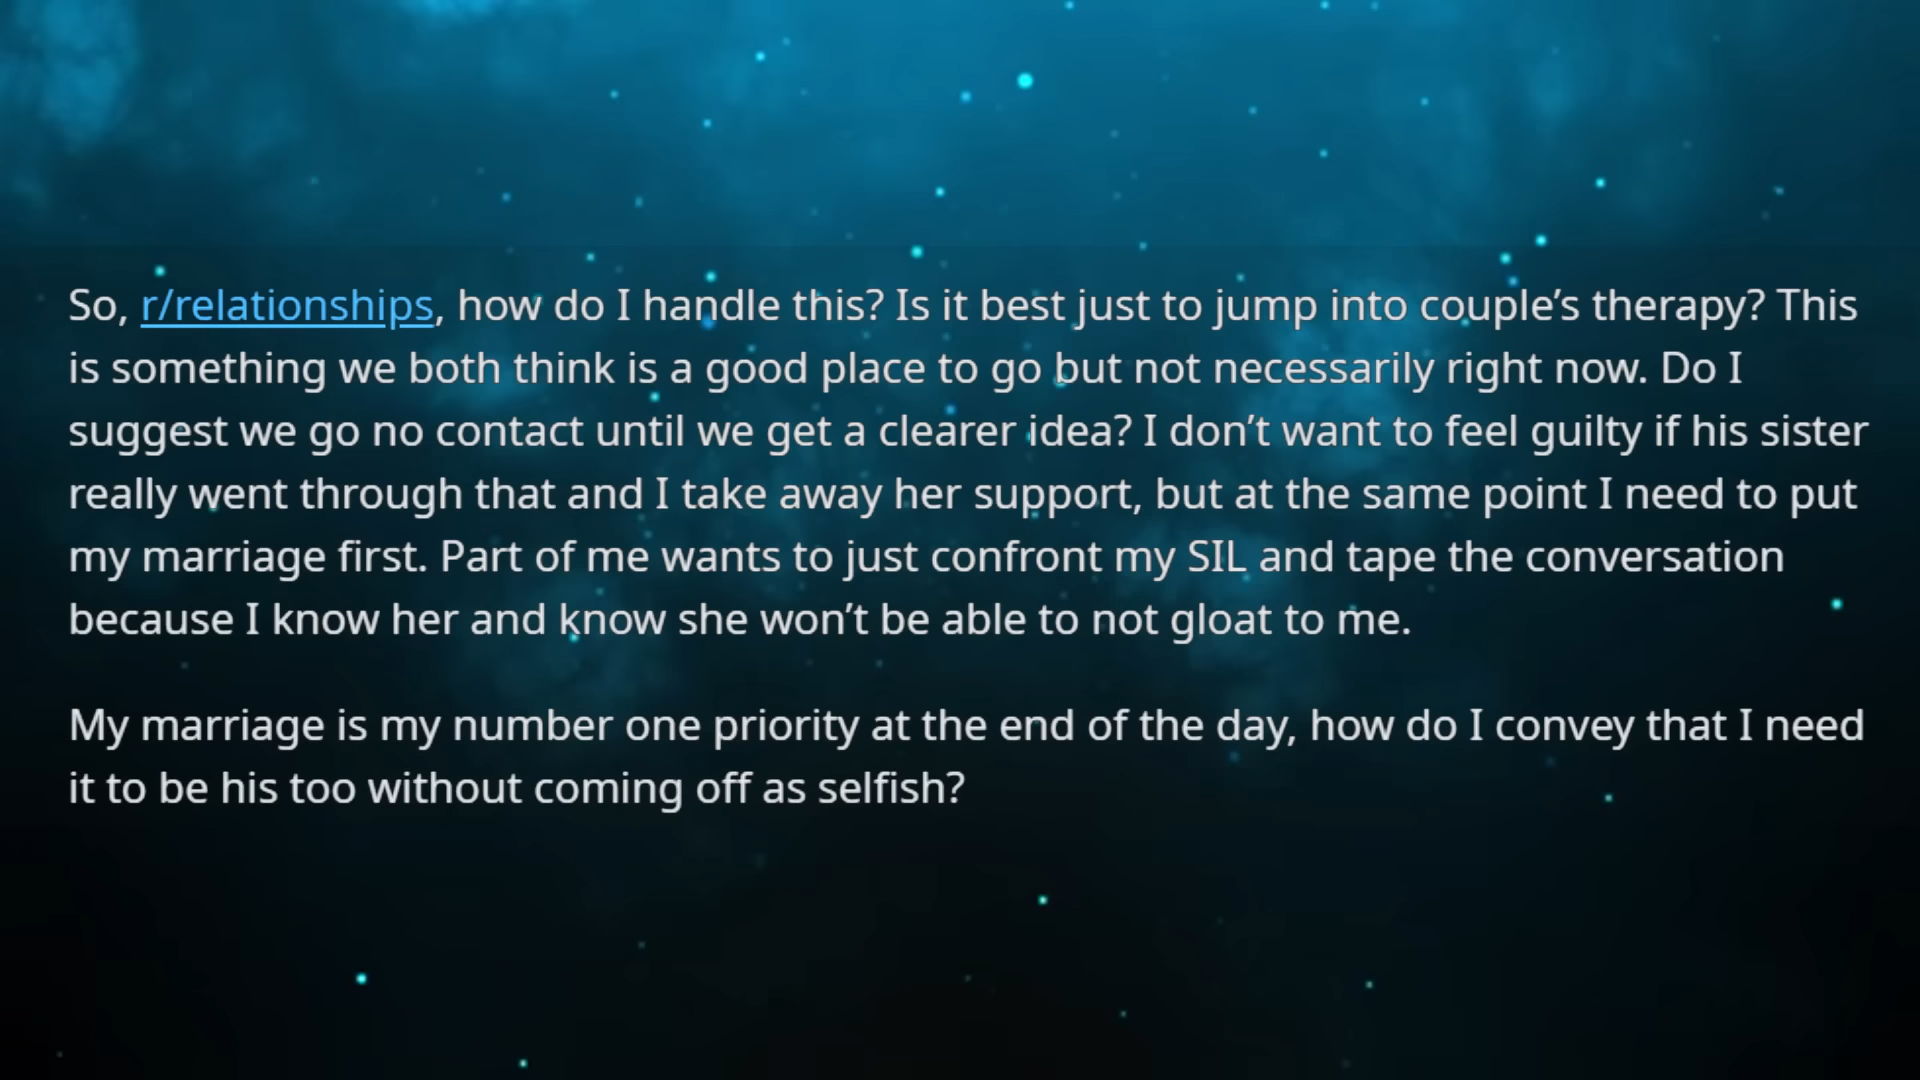 So, r/relationships, how do I handle this? Is it best just to jump into couple’s therapy? This
is something we both think is a good place to go but not necessarily right now. Do I
suggest we go no contact until we get a clearer idea? I don’t want to feel guilty if his sister
really went through that and I take away her support, but at the same point I need to put
my marriage first. Part of me wants to just confront my SIL and tape the conversation
because I know her and know she won’t be able to not gloat to me.
My marriage is my number one priority at the end of the day, how do I convey that I need
it to be his too without coming off as selfish?